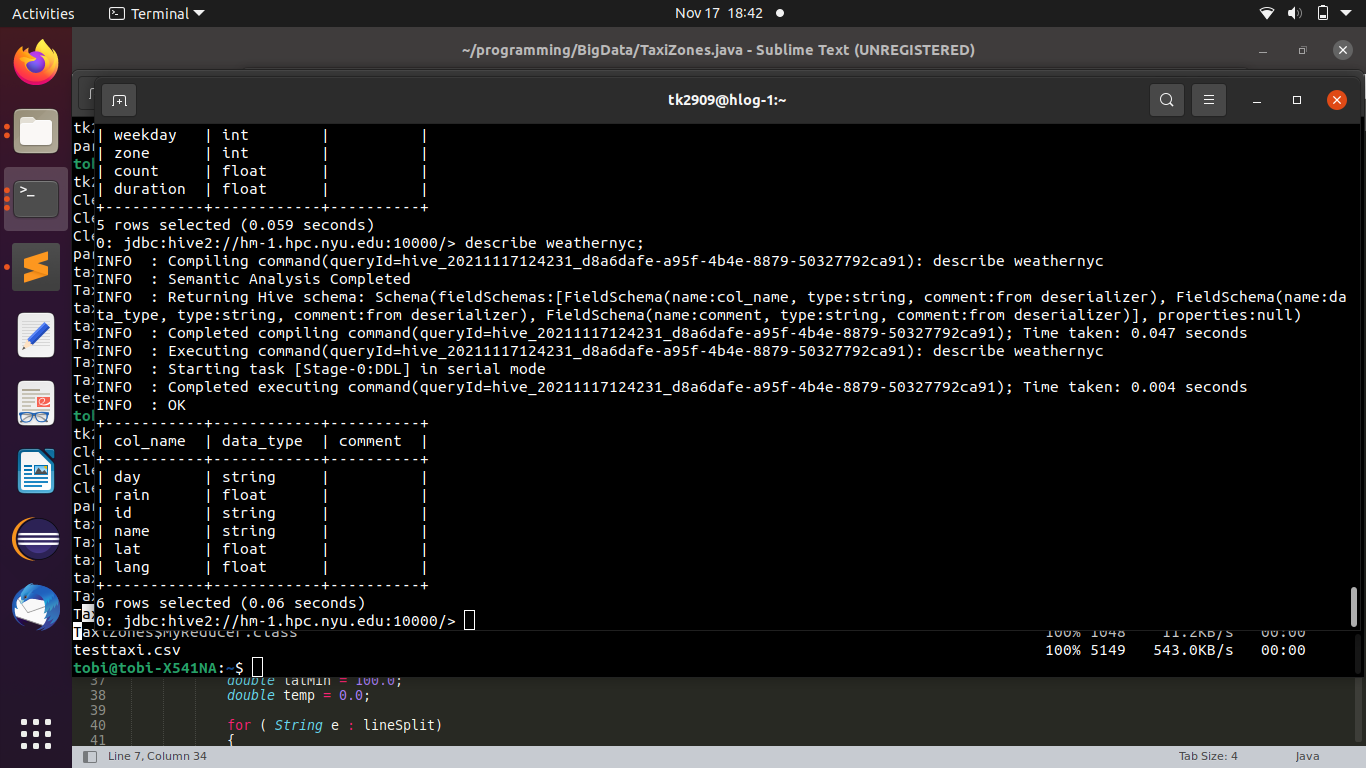 Activities
Terminal
Nov 17 18:42
~/programming/BigData/TaxiZones.java - Sublime Text (UNREGISTERED)
tk2909@hlog-1:~
| weekday | int | |
| zone | int | |
| count | float | |
| duration | float | |
+-----------+------------+----------+
5 rows selected (0.059 seconds)
0: jdbc:hive2://hm-1.hpc.nyu.edu:10000/> describe weathernyc;
INFO : Compiling command(queryId=hive_20211117124231_d8a6dafe-a95f-4b4e-8879-50327792ca91): describe weathernyc
INFO : Semantic Analysis Completed
INFO : Returning Hive schema: Schema(fieldSchemas:[FieldSchema(name:col_name, type:string, comment:from deserializer), FieldSchema(name:da
ta_type, type:string, comment:from deserializer), FieldSchema(name:comment, type:string, comment:from deserializer)], properties:null)
INFO : Completed compiling command(queryId=hive_20211117124231_d8a6dafe-a95f-4b4e-8879-50327792ca91); Time taken: 0.047 seconds
INFO : Executing command(queryId=hive_20211117124231_d8a6dafe-a95f-4b4e-8879-50327792ca91): describe weathernyc
INFO : Starting task [Stage-0:DDL] in serial mode
INFO : Completed executing command(queryId=hive_20211117124231_d8a6dafe-a95f-4b4e-8879-50327792ca91); Time taken: 0.004 seconds
INFO : OK
+-----------+------------+----------+
| col_name | data_type | comment |
+-----------+------------+----------+
| day | string | |
| rain | float | |
| id | string | |
| name | string | |
| lat | float | |
| lang | float | |
+-----------+------------+----------+
6 rows selected (0.06 seconds)
0: jdbc:hive2://hm-1.hpc.nyu.edu:10000/>
TaxiZones$MyReducer.class 100% 1048 11.2KB/s 00:00
testtaxi.csv 100% 5149 543.0KB/s 00:00
tobi@tobi-X541NA:~$
37 double latMin = 100.0;
38 double temp = 0.0;
39
40 for ( String e : lineSplit)
41 {
Line 7, Column 34
Tab Size: 4
Java